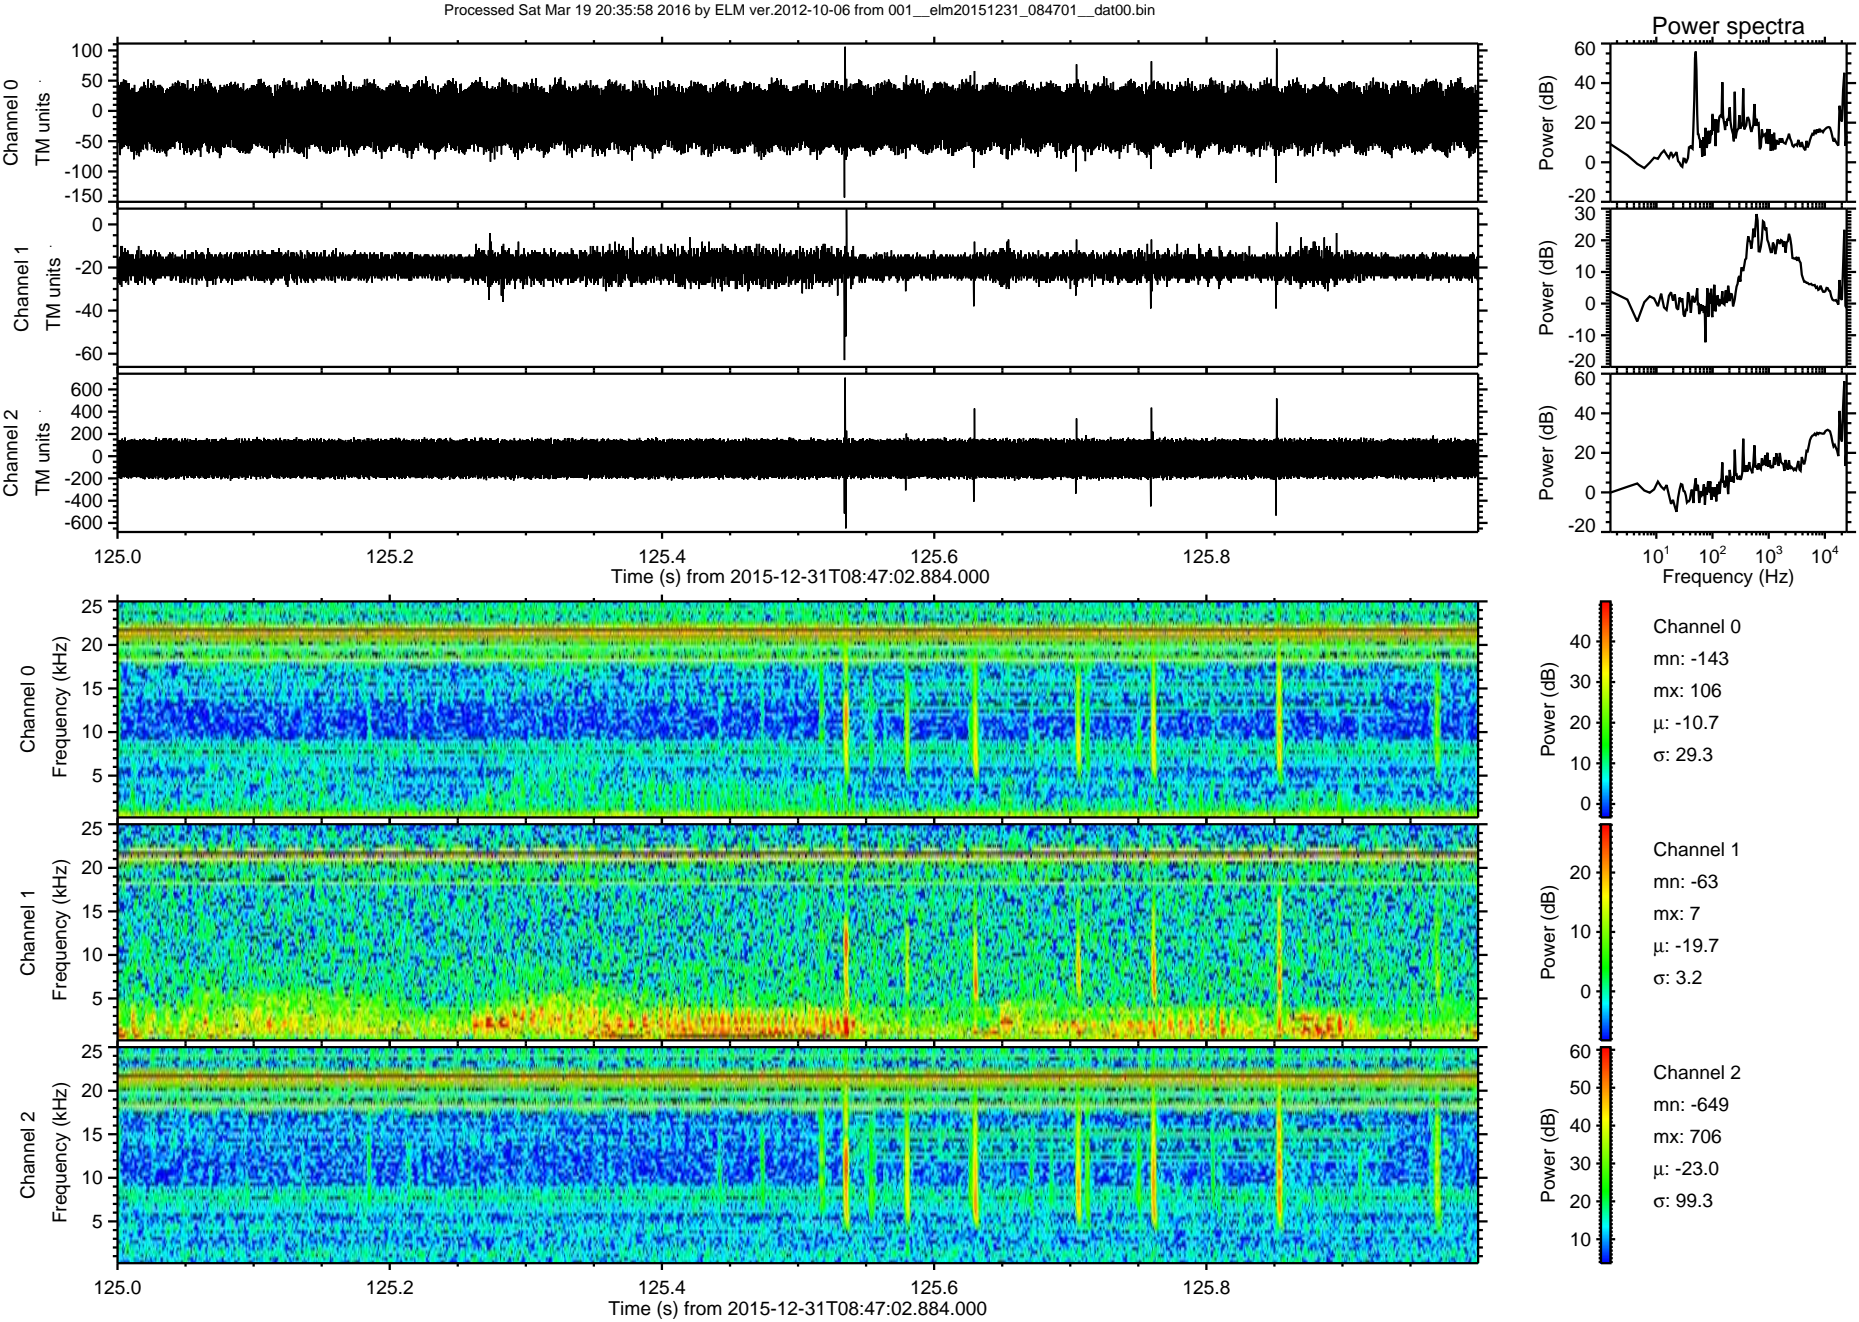 Processed Sat Mar 19 20:35:58 2016 by ELM ver.2012-10-06 from 001__elm20151231_084701__dat00.bin
Power spectra
Channel 0
TM units
100
50
0
-50
-100
-150
Power (dB)
60
40
20
0
-20
Channel 1
TM units
0
-20
-40
-60
Power (dB)
30
20
10
0
-10
-20
Channel 2
TM units
600
400
200
0
-200
-400
-600
Power (dB)
60
40
20
0
-20
125.0 125.2 125.4 125.6 125.8
Time (s) from 2015-12-31T08:47:02.884.000
10^1 10^2 10^3 10^4
Frequency (Hz)
Channel 0
Frequency (kHz)
25
20
15
10
5
Power (dB)
40
30
20
10
0
Channel 0
mn: -143
mx: 106
μ: -10.7
σ: 29.3
Channel 1
Frequency (kHz)
25
20
15
10
5
Power (dB)
20
10
0
Channel 1
mn: -63
mx: 7
μ: -19.7
σ: 3.2
Channel 2
Frequency (kHz)
25
20
15
10
5
Power (dB)
60
50
40
30
20
10
Channel 2
mn: -649
mx: 706
μ: -23.0
σ: 99.3
125.0 125.2 125.4 125.6 125.8
Time (s) from 2015-12-31T08:47:02.884.000